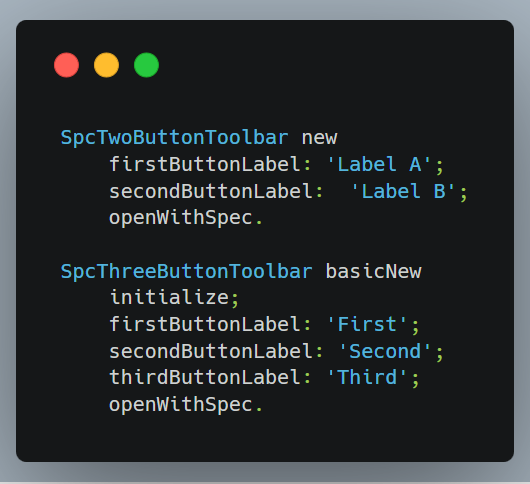 SpcTwoButtonToolbar new
    firstButtonLabel: 'Label A';
    secondButtonLabel:  'Label B';
    openWithSpec.

SpcThreeButtonToolbar basicNew
    initialize;
    firstButtonLabel: 'First';
    secondButtonLabel: 'Second';
    thirdButtonLabel: 'Third';
    openWithSpec.